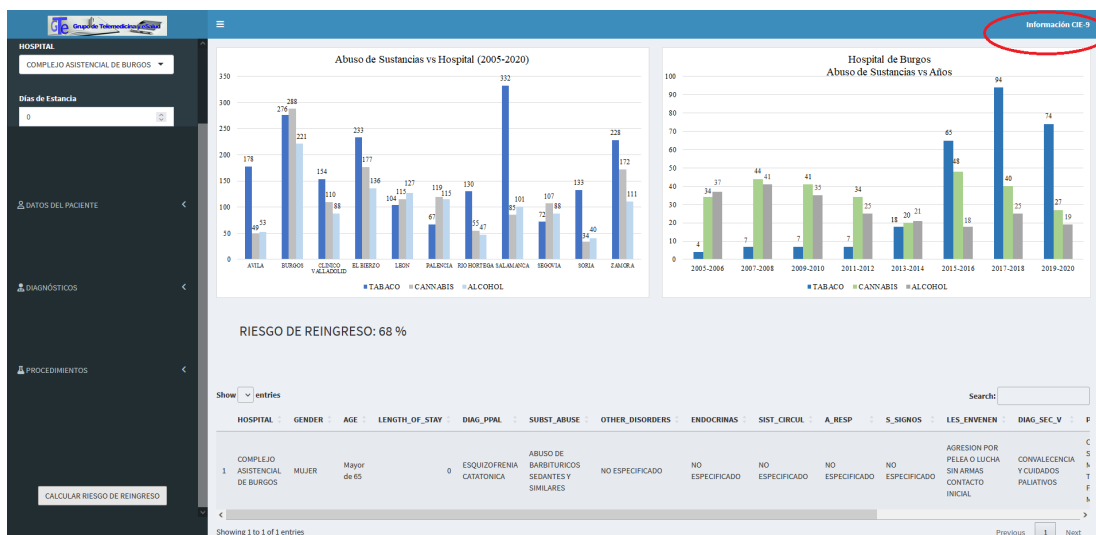 GTe Grupo de Telemedicina y eSalud
Información CIE-9
HOSPITAL
COMPLEJO ASISTENCIAL DE BURGOS
Días de Estancia
0
DATOS DEL PACIENTE
DIAGNÓSTICOS
PROCEDIMIENTOS
CALCULAR RIESGO DE REINGRESO
Abuso de Sustancias vs Hospital (2005-2020)
350
300
250
200
150
100
50
0
178 49 53
276 288 221
154 110 88
233 177 136
104 115 127
67 119 115
130 55 47
332 85 101
72 107 88
133 34 40
228 172 111
AVILA BURGOS CLINICO VALLADOLID EL BIERZO LEON PALENCIA RIO HORTEGA SALAMANCA SEGOVIA SORIA ZAMORA
TABACO CANNABIS ALCOHOL
Hospital de Burgos
Abuso de Sustancias vs Años
100
90
80
70
60
50
40
30
20
10
0
4 34 37
7 44 41
7 41 35
7 34 25
18 20 21
65 48 18
94 40 25
74 27 19
2005-2006 2007-2008 2009-2010 2011-2012 2013-2014 2015-2016 2017-2018 2019-2020
TABACO CANNABIS ALCOHOL
RIESGO DE REINGRESO: 68 %
Show entries
Search:
HOSPITAL GENDER AGE LENGTH_OF_STAY DIAG_PPAL SUBST_ABUSE OTHER_DISORDERS ENDOCRINAS SIST_CIRCUL A_RESP S_SIGNOS LES_ENVENEN DIAG_SEC_V P
1 COMPLEJO ASISTENCIAL DE BURGOS MUJER Mayor de 65 0 ESQUIZOFRENIA CATATONICA ABUSO DE BARBITURICOS SEDANTES Y SIMILARES NO ESPECIFICADO NO ESPECIFICADO NO ESPECIFICADO NO ESPECIFICADO NO ESPECIFICADO AGRESION POR PELEA O LUCHA SIN ARMAS CONTACTO INICIAL CONVALECENCIA Y CUIDADOS PALIATIVOS
Showing 1 to 1 of 1 entries
Previous 1 Next